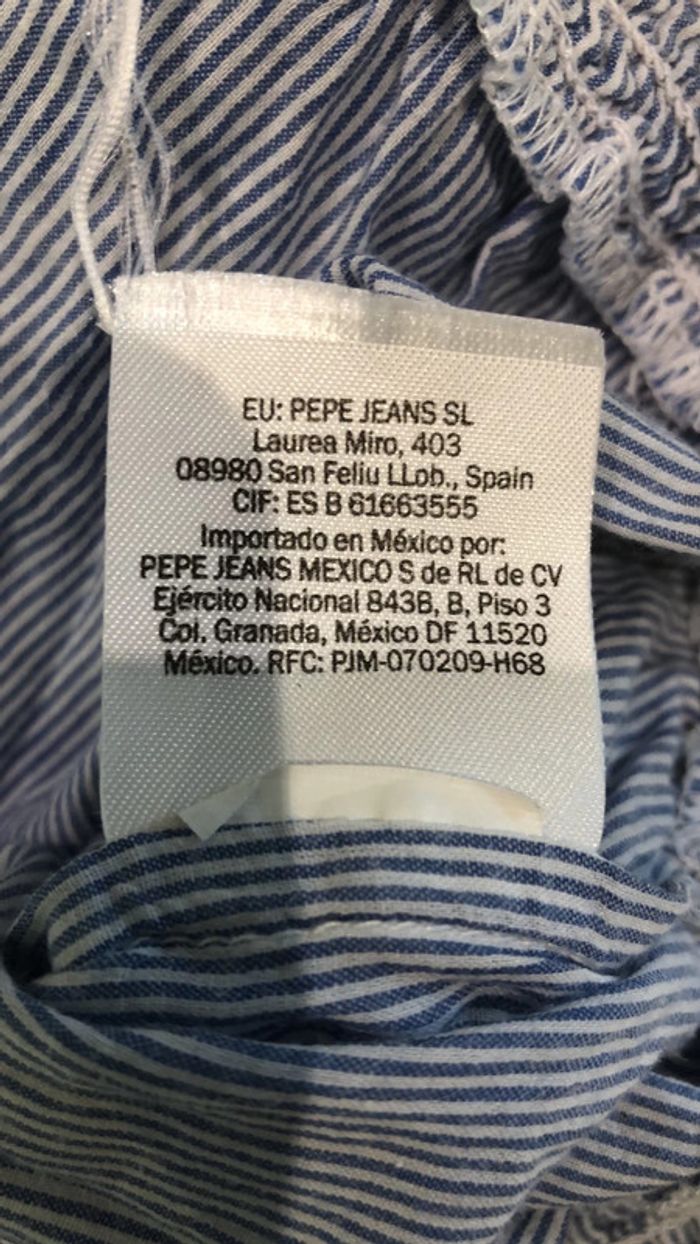 EU: PEPE JEANS SL
Laurea Miro, 403
08980 San Feliu LLob., Spain
CIF: ES B 61663555
Importado en México por:
PEPE JEANS MEXICO S de RL de CV
Ejército Nacional 843B, B, Piso 3
Col. Granada, México DF 11520
México. RFC: PJM-070209-H68